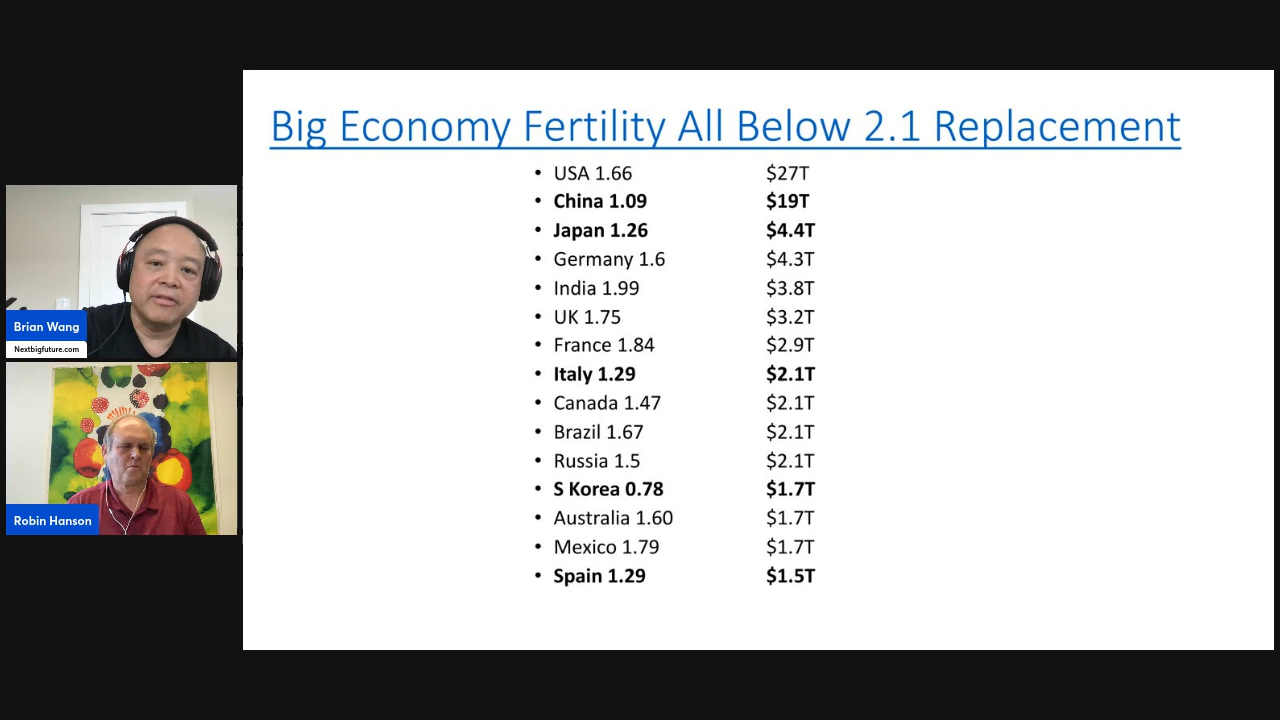 Big Economy Fertility All Below 2.1 Replacement
• USA 1.66 $27T
• China 1.09 $19T
• Japan 1.26 $4.4T
• Germany 1.6 $4.3T
• India 1.99 $3.8T
• UK 1.75 $3.2T
• France 1.84 $2.9T
• Italy 1.29 $2.1T
• Canada 1.47 $2.1T
• Brazil 1.67 $2.1T
• Russia 1.5 $2.1T
• S Korea 0.78 $1.7T
• Australia 1.60 $1.7T
• Mexico 1.79 $1.7T
• Spain 1.29 $1.5T
Brian Wang
Nextbigfuture.com
Robin Hanson